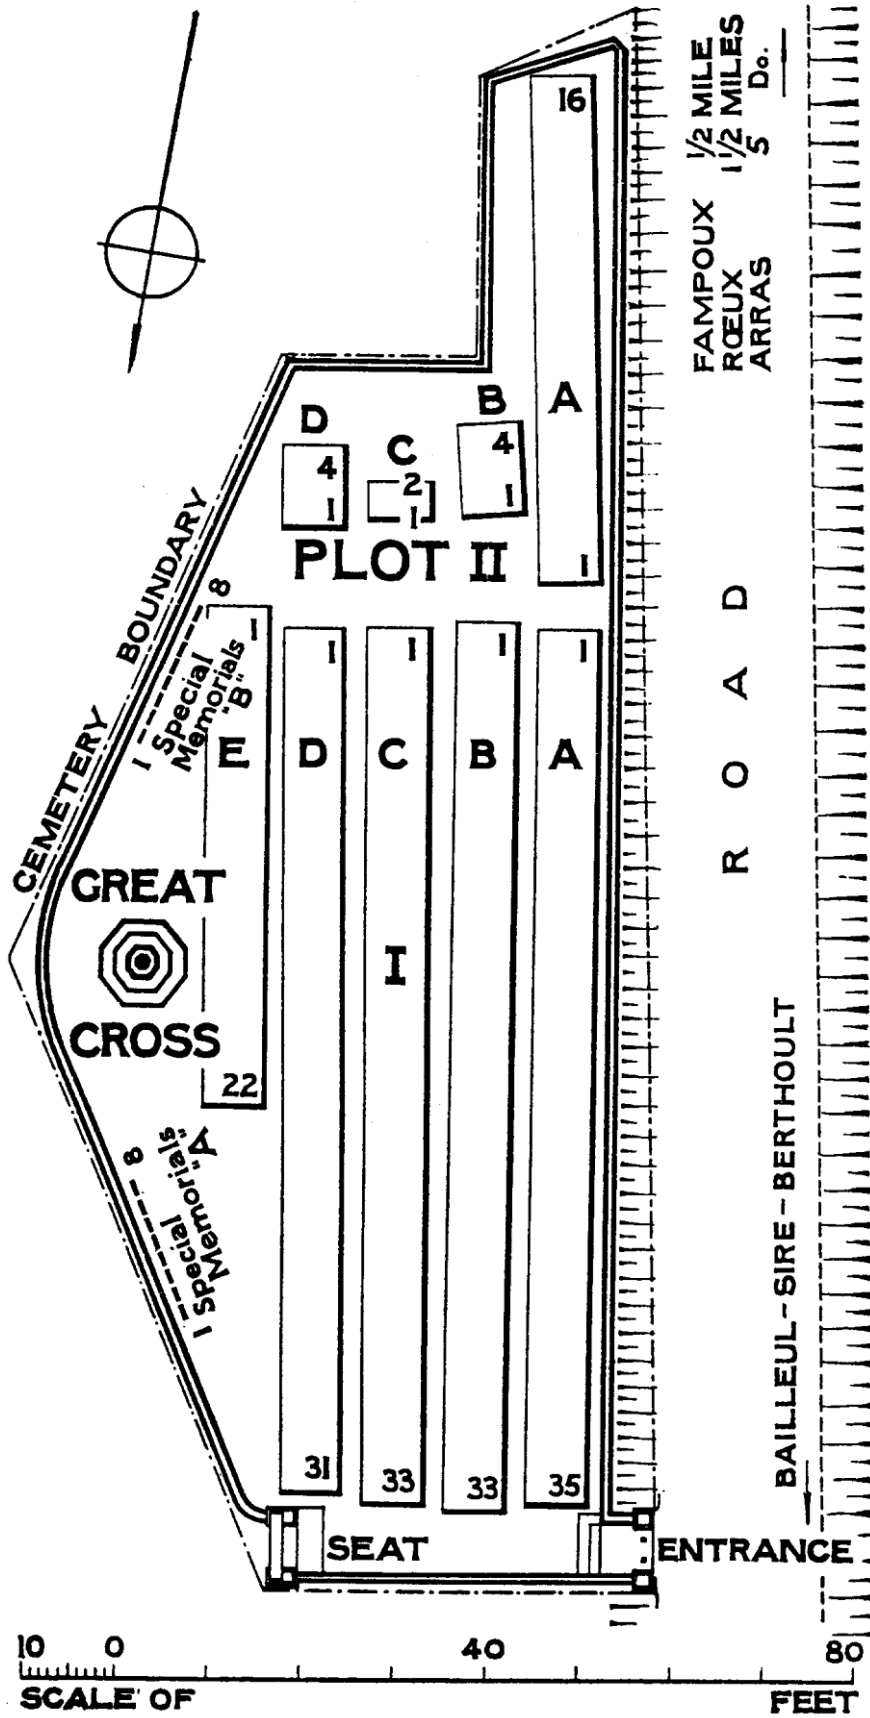 FAMPOUX 1/2 MILE
RŒUX 1 1/2 MILES
ARRAS 5 Do.
16
A
1
B
4
1
C
2
1
D
4
1
PLOT II
CEMETERY BOUNDARY
8
Special
Memorials
"B"
1
1
E
22
1
D
31
1
C
33
1
B
33
1
A
35
I
GREAT
CROSS
8
Special
Memorials
"A"
1
ROAD
BAILLEUL-SIRE-BERTHOULT
SEAT
ENTRANCE
10 0 40 80
SCALE OF FEET